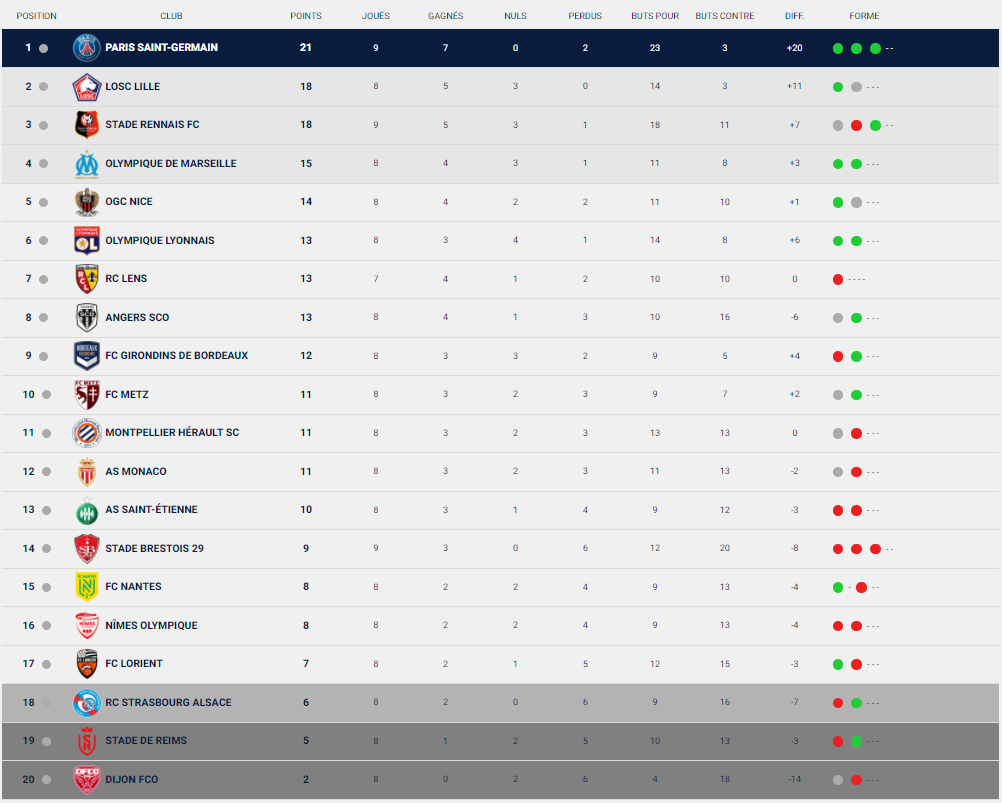 POSITION CLUB POINTS JOUÉS GAGNÉS NULS PERDUS BUTS POUR BUTS CONTRE DIFF. FORME
1 PARIS SAINT-GERMAIN 21 9 7 0 2 23 3 +20 --
2 LOSC LILLE 18 8 5 3 0 14 3 +11 ---
3 STADE RENNAIS FC 18 9 5 3 1 18 11 +7 --
4 OLYMPIQUE DE MARSEILLE 15 8 4 3 1 11 8 +3 ---
5 OGC NICE 14 8 4 2 2 11 10 +1 ---
6 OLYMPIQUE LYONNAIS 13 8 3 4 1 14 8 +6 ---
7 RC LENS 13 7 4 1 2 10 10 0 ----
8 ANGERS SCO 13 8 4 1 3 10 16 -6 ---
9 FC GIRONDINS DE BORDEAUX 12 8 3 3 2 9 5 +4 ---
10 FC METZ 11 8 3 2 3 9 7 +2 ---
11 MONTPELLIER HÉRAULT SC 11 8 3 2 3 13 13 0 ---
12 AS MONACO 11 8 3 2 3 11 13 -2 ---
13 AS SAINT-ÉTIENNE 10 8 3 1 4 9 12 -3 ---
14 STADE BRESTOIS 29 9 9 3 0 6 12 20 -8 --
15 FC NANTES 8 8 2 2 4 9 13 -4 - --
16 NÎMES OLYMPIQUE 8 8 2 2 4 9 13 -4 ---
17 FC LORIENT 7 8 2 1 5 12 15 -3 ---
18 RC STRASBOURG ALSACE 6 8 2 0 6 9 16 -7 ---
19 STADE DE REIMS 5 8 1 2 5 10 13 -3 ---
20 DIJON FCO 2 8 0 2 6 4 18 -14 ---